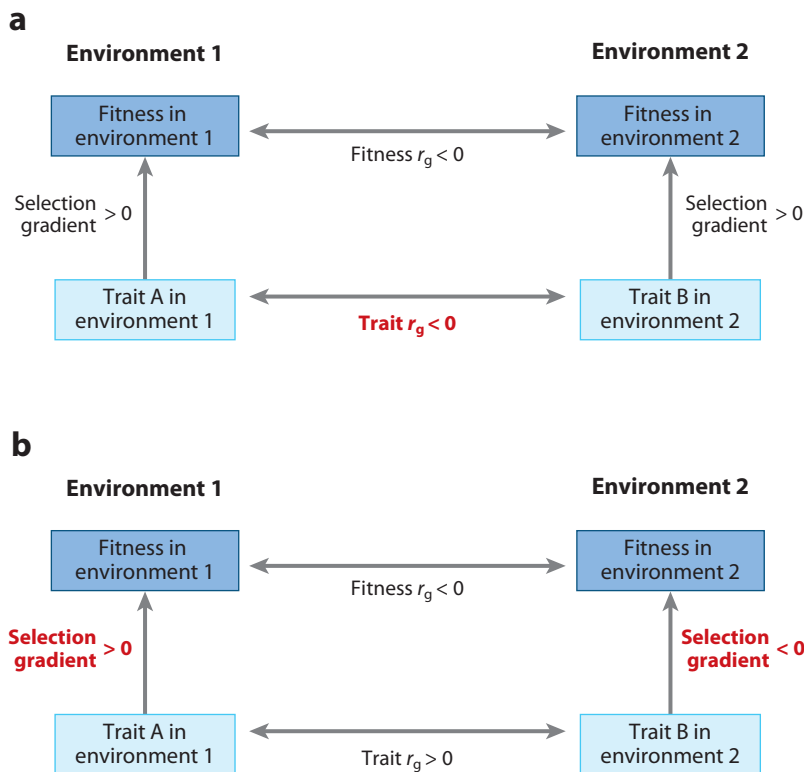 a
Environment 1
Environment 2
Fitness in
environment 1
Fitness in
environment 2
Fitness rg < 0
Selection
gradient > 0
Selection
gradient > 0
Trait A in
environment 1
Trait B in
environment 2
Trait rg < 0
b
Environment 1
Environment 2
Fitness in
environment 1
Fitness in
environment 2
Fitness rg < 0
Selection
gradient > 0
Selection
gradient < 0
Trait A in
environment 1
Trait B in
environment 2
Trait rg > 0